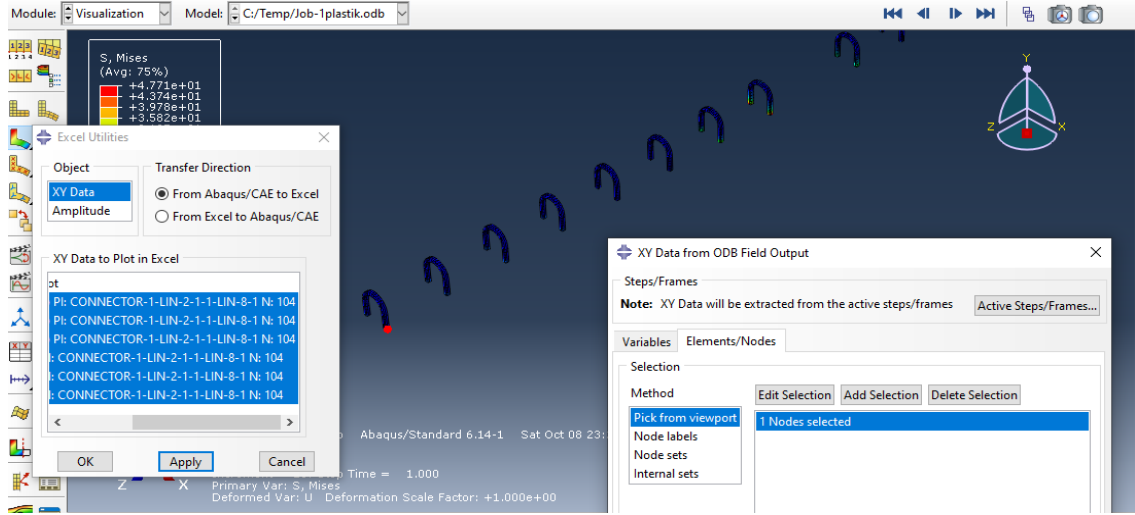 Module: Visualization Model: C:/Temp/Job-1plastik.odb
S, Mises
(Avg: 75%)
+4.771e+01
+4.374e+01
+3.978e+01
+3.582e+01
Y
Z
X
Excel Utilities
Object
XY Data
Amplitude
Transfer Direction
From Abaqus/CAE to Excel
From Excel to Abaqus/CAE
XY Data to Plot in Excel
PI: CONNECTOR-1-LIN-2-1-1-LIN-8-1 N: 104
PI: CONNECTOR-1-LIN-2-1-1-LIN-8-1 N: 104
PI: CONNECTOR-1-LIN-2-1-1-LIN-8-1 N: 104
: CONNECTOR-1-LIN-2-1-1-LIN-8-1 N: 104
: CONNECTOR-1-LIN-2-1-1-LIN-8-1 N: 104
: CONNECTOR-1-LIN-2-1-1-LIN-8-1 N: 104
OK Apply Cancel
XY Data from ODB Field Output
Steps/Frames
Note: XY Data will be extracted from the active steps/frames Active Steps/Frames...
Variables Elements/Nodes
Selection
Method
Pick from viewport
Node labels
Node sets
Internal sets
Edit Selection Add Selection Delete Selection
1 Nodes selected
Abaqus/Standard 6.14-1 Sat Oct 08 23:
Time = 1.000
Z X Primary Var: S, Mises
Deformed Var: U Deformation Scale Factor: +1.000e+00